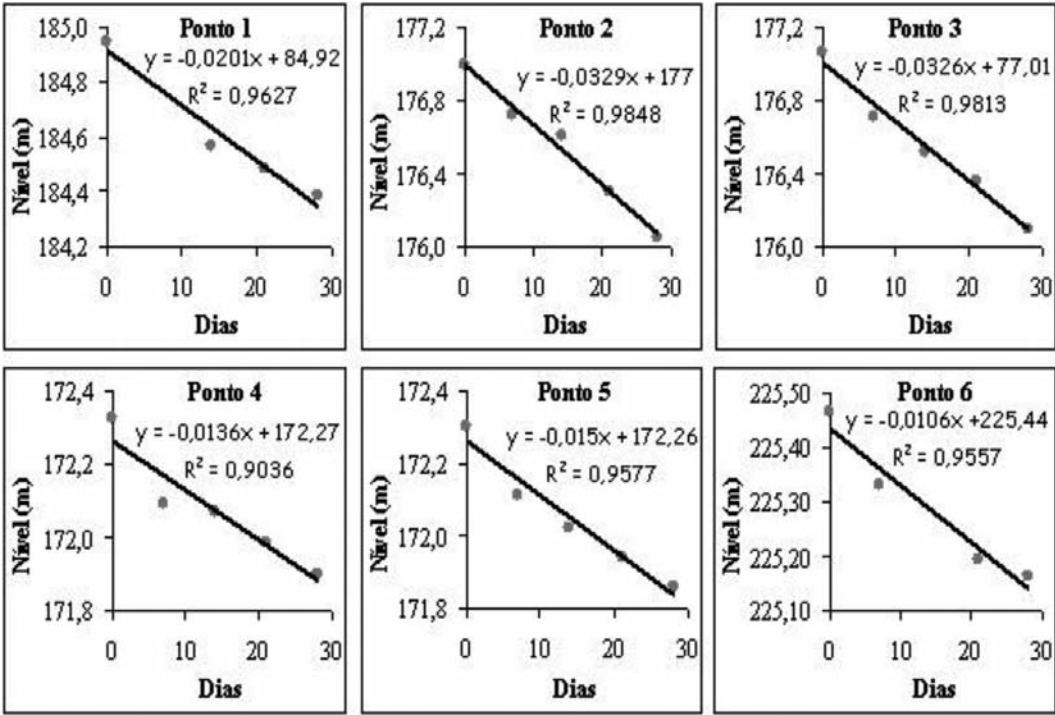 Ponto 1
y = -0,0201x + 84,92
R² = 0,9627
Nível (m)
185,0
184,8
184,6
184,4
184,2
0 10 20 30
Dias
Ponto 2
y = -0,0329x + 177
R² = 0,9848
Nível (m)
177,2
176,8
176,4
176,0
0 10 20 30
Dias
Ponto 3
y = -0,0326x + 77,01
R² = 0,9813
Nível (m)
177,2
176,8
176,4
176,0
0 10 20 30
Dias
Ponto 4
y = -0,0136x + 172,27
R² = 0,9036
Nível (m)
172,4
172,2
172,0
171,8
0 10 20 30
Dias
Ponto 5
y = -0,015x + 172,26
R² = 0,9577
Nível (m)
172,4
172,2
172,0
171,8
0 10 20 30
Dias
Ponto 6
y = -0,0106x +225,44
R² = 0,9557
Nível (m)
225,50
225,40
225,30
225,20
225,10
0 10 20 30
Dias